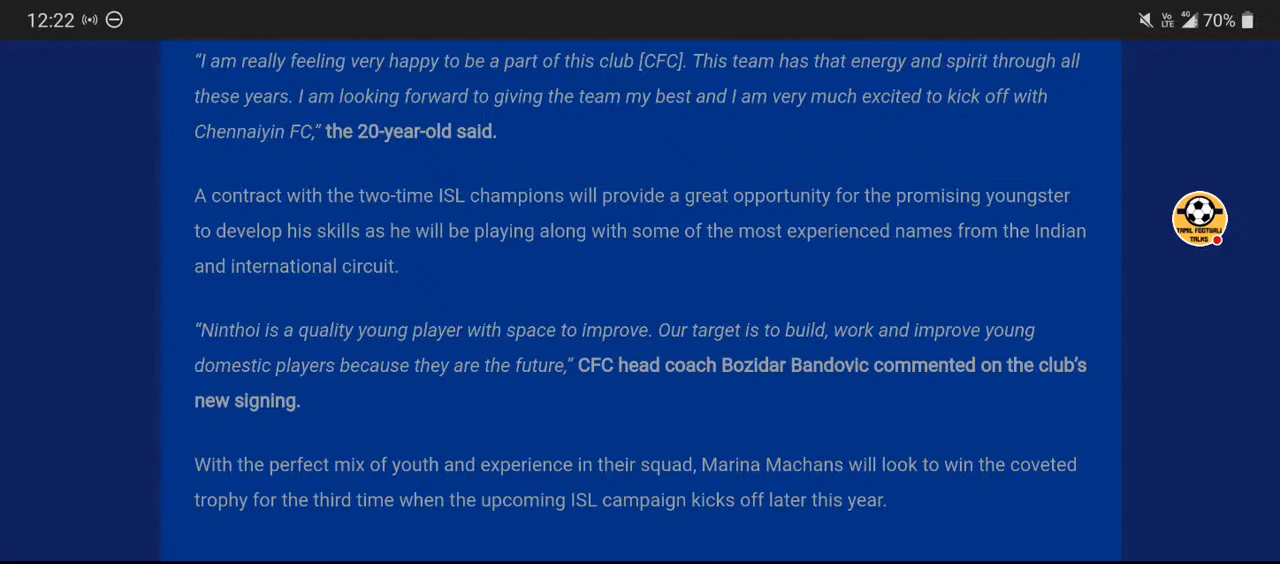 12:22
Vo LTE 4G 70%
“I am really feeling very happy to be a part of this club [CFC]. This team has that energy and spirit through all
these years. I am looking forward to giving the team my best and I am very much excited to kick off with
Chennaiyin FC,” the 20-year-old said.
A contract with the two-time ISL champions will provide a great opportunity for the promising youngster
to develop his skills as he will be playing along with some of the most experienced names from the Indian
and international circuit.
TAMIL FOOTBALL
TALKS
“Ninthoi is a quality young player with space to improve. Our target is to build, work and improve young
domestic players because they are the future,” CFC head coach Bozidar Bandovic commented on the club’s
new signing.
With the perfect mix of youth and experience in their squad, Marina Machans will look to win the coveted
trophy for the third time when the upcoming ISL campaign kicks off later this year.